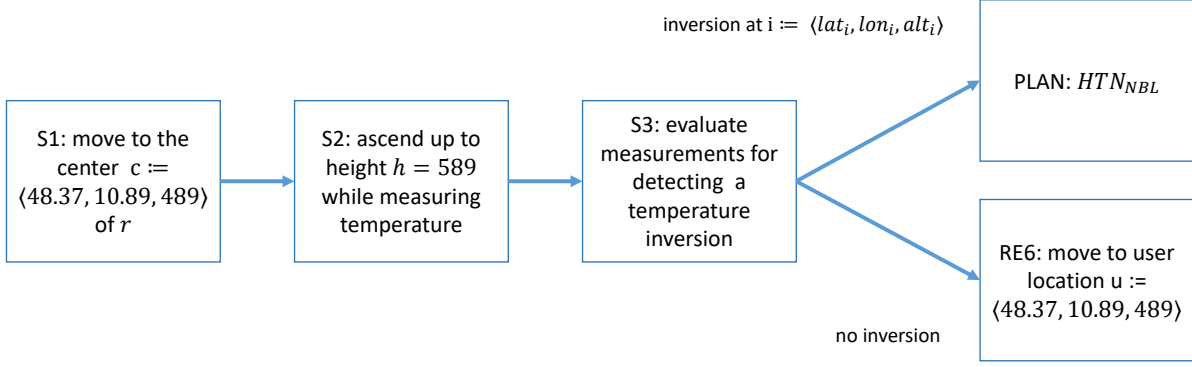 inversion at i ≔ ⟨lat_i, lon_i, alt_i⟩
PLAN: HTN_NBL
S1: move to the
center c ≔
⟨48.37, 10.89, 489⟩
of r
S2: ascend up to
height h = 589
while measuring
temperature
S3: evaluate
measurements for
detecting a
temperature
inversion
RE6: move to user
location u :=
⟨48.37, 10.89, 489⟩
no inversion